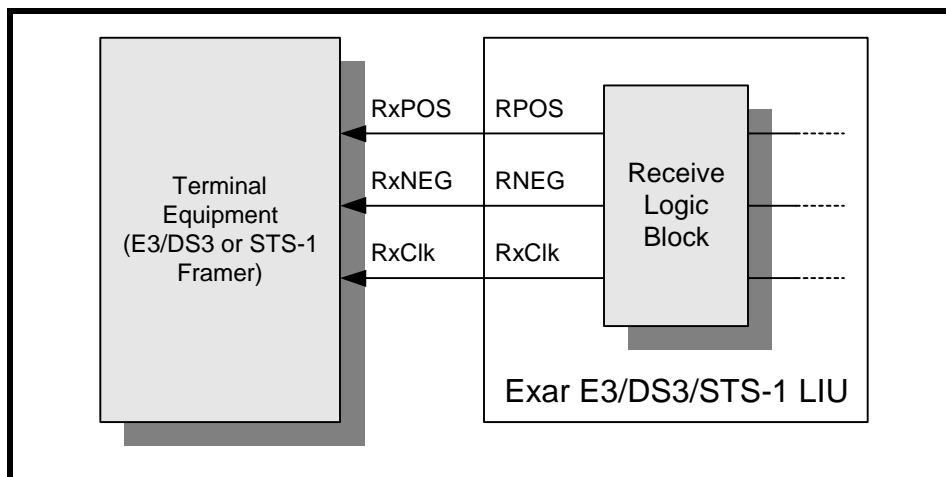 Terminal
Equipment
(E3/DS3 or STS-1
Framer)
RxPOS
RxNEG
RxClk
RPOS
RNEG
RxClk
Receive
Logic
Block
Exar E3/DS3/STS-1 LIU